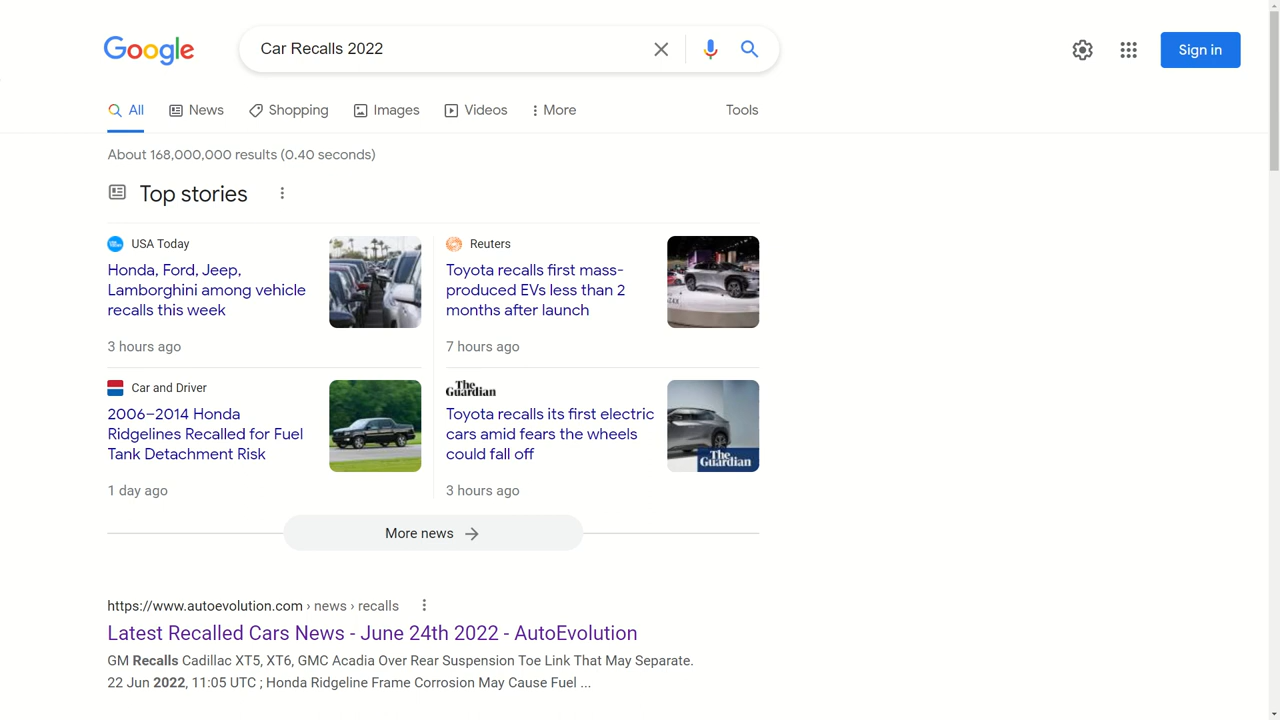 Google
Car Recalls 2022
Sign in
All
News
Shopping
Images
Videos
More
Tools
About 168,000,000 results (0.40 seconds)
Top stories
USA Today
Honda, Ford, Jeep,
Lamborghini among vehicle
recalls this week
3 hours ago
Reuters
Toyota recalls first mass-
produced EVs less than 2
months after launch
7 hours ago
Car and Driver
2006–2014 Honda
Ridgelines Recalled for Fuel
Tank Detachment Risk
1 day ago
The
Guardian
Toyota recalls its first electric
cars amid fears the wheels
could fall off
The
Guardian
3 hours ago
More news
https://www.autoevolution.com › news › recalls
Latest Recalled Cars News - June 24th 2022 - AutoEvolution
GM Recalls Cadillac XT5, XT6, GMC Acadia Over Rear Suspension Toe Link That May Separate.
22 Jun 2022, 11:05 UTC ; Honda Ridgeline Frame Corrosion May Cause Fuel ...